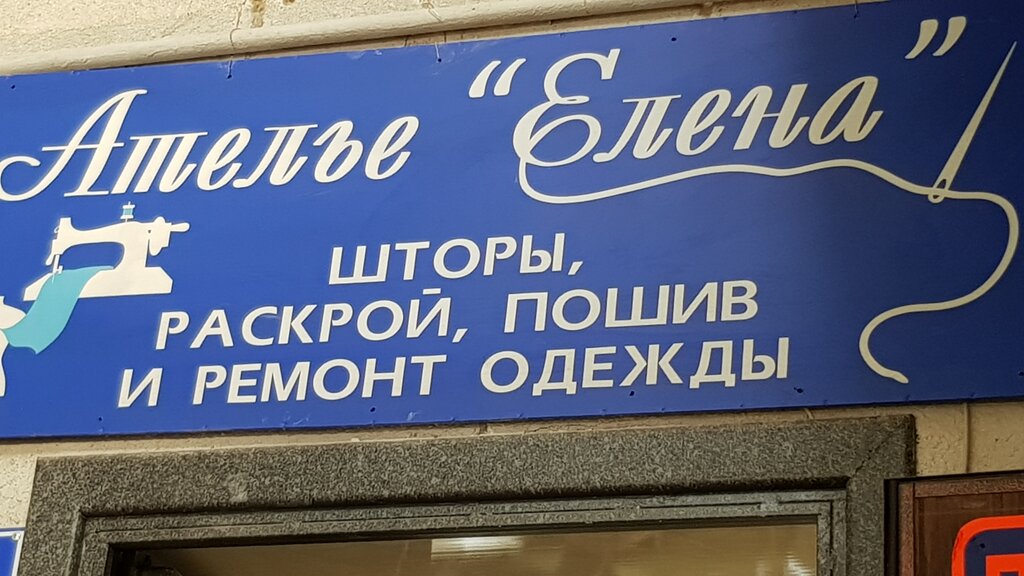 Ателье “Елена”
ШТОРЫ,
РАСКРОЙ, ПОШИВ
И РЕМОНТ ОДЕЖДЫ